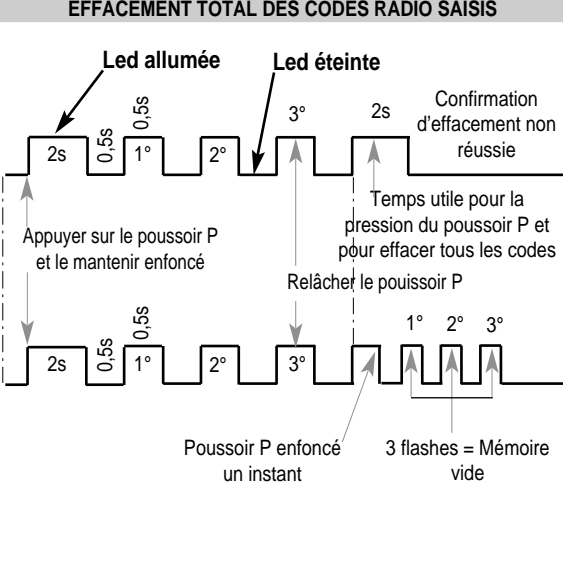 EFFACEMENT TOTAL DES CODES RADIO SAISIS
Led allumée
Led éteinte
2s
0,5s
0,5s
1°
2°
3°
2s
Confirmation
d'effacement non
réussie
Appuyer sur le poussoir P
et le maintenir enfoncé
Temps utile pour la
pression du poussoir P et
pour effacer tous les codes
Relâcher le pouissoir P
2s
0,5s
0,5s
1°
2°
3°
1°
2°
3°
Poussoir P enfoncé
un instant
3 flashes = Mémoire
vide